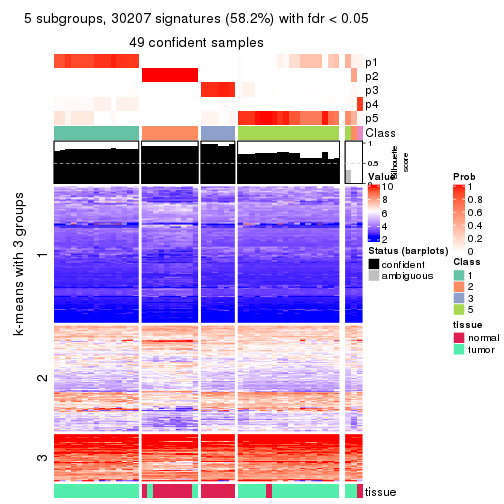 5 subgroups, 30207 signatures (58.2%) with fdr < 0.05
49 confident samples
p1
p2
p3
p4
p5
Class
1
0.5
0
Silhouette
score
k-means with 3 groups
1
2
3
tissue
Value
10
8
6
4
2
Status (barplots)
confident
ambiguous
Prob
1
0.8
0.6
0.4
0.2
0
Class
1
2
3
5
tissue
normal
tumor